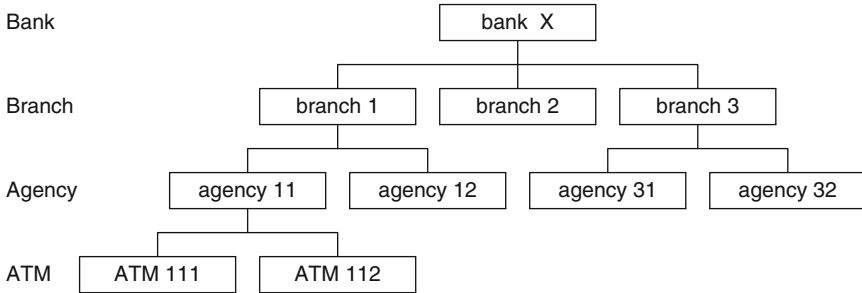 Bank bank X
Branch branch 1 branch 2 branch 3
Agency agency 11 agency 12 agency 31 agency 32
ATM ATM 111 ATM 112